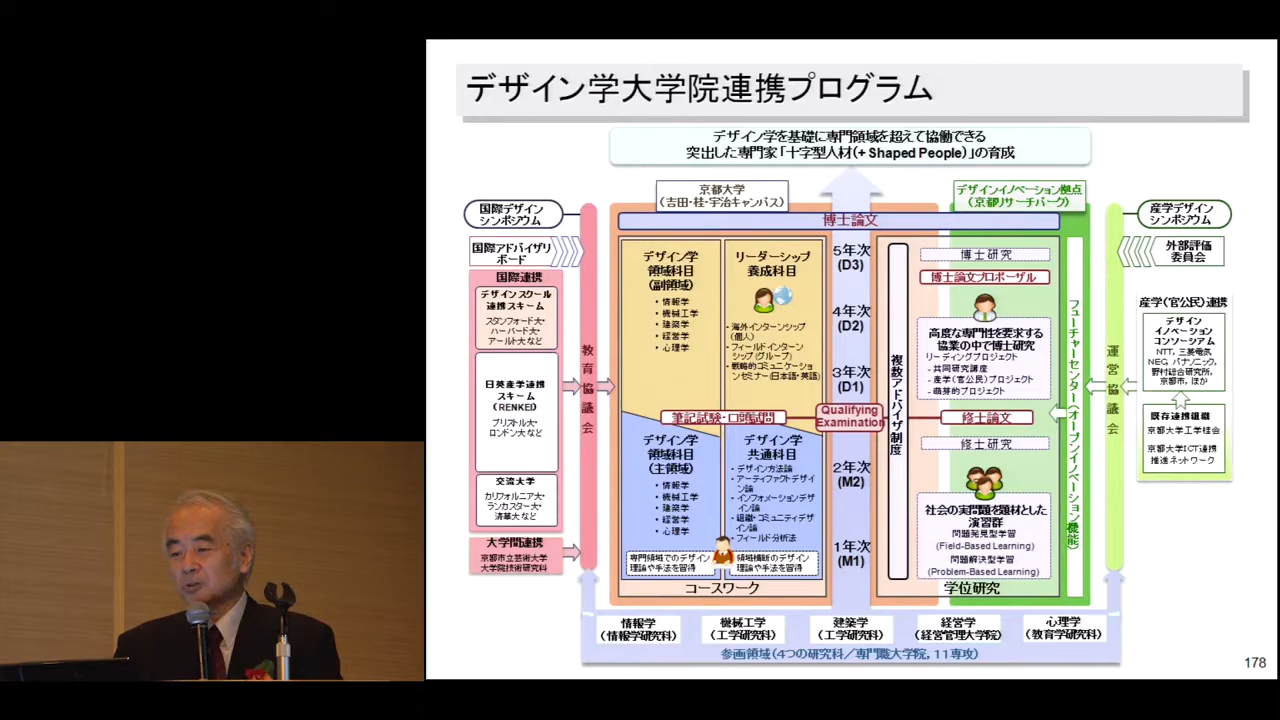 デザイン学大学院連携プログラム
デザイン学を基礎に専門領域を超えて協働できる
突出した専門家「十字型人材(+ Shaped People)」の育成
京都大学
(吉田・桂・宇治キャンパス)
デザインイノベーション拠点
(京都リサーチパーク)
国際デザイン
シンポジウム
国際アドバイザリ
ボード
国際連携
デザインスクール
連携スキーム
スタンフォード大・
ハーバード大・
アールト大など
日英産学連携
スキーム
(RENKEI)
ブリストル大・
ロンドン大など
交流大学
カリフォルニア大・
ランカスター大・
清華大など
大学間連携
京都市立芸術大学
大学院技術研究科
教育協議会
博士論文
デザイン学
領域科目
(副領域)
・情報学
・機械工学
・建築学
・経営学
・心理学
リーダーシップ
養成科目
・海外インターンシップ
(個人)
・フィールドインターン
シップ(グループ)
・戦略的コミュニケーシ
ョンセミナー(日本語・英語)
筆記試験・口頭試問
Qualifying
Examination
デザイン学
領域科目
(主領域)
・情報学
・機械工学
・建築学
・経営学
・心理学
専門領域でのデザイン
理論や手法を習得
デザイン学
共通科目
・デザイン方法論
・アーティファクトデザイ
ン論
・インフォメーションデザ
イン論
・組織・コミュニティデザ
イン論
・フィールド分析法
領域横断のデザイン
理論や手法を習得
コースワーク
5年次
(D3)
4年次
(D2)
3年次
(D1)
2年次
(M2)
1年次
(M1)
複数アドバイザ制度
博士研究
博士論文プロポーザル
高度な専門性を要求する
協業の中で博士研究
リーディングプロジェクト
- 共同研究講座
- 産学(官公民)プロジェクト
- 萌芽的プロジェクト
修士論文
修士研究
社会の実問題を題材とした
演習群
問題発見型学習
(Field-Based Learning)
問題解決型学習
(Problem-Based Learning)
学位研究
フューチャーセンター(オープンイノベーション機能)
運営協議会
産学デザイン
シンポジウム
外部評価
委員会
産学(官公民)連携
デザイン
イノベーション
コンソーシアム
NTT, 三菱電気
NEC, パナソニック,
野村総合研究所,
京都市, ほか
既存連携組織
京都大学工学桂会
京都大学ICT連携
推進ネットワーク
情報学
(情報学研究科)
機械工学
(工学研究科)
建築学
(工学研究科)
経営学
(経営管理大学院)
心理学
(教育学研究科)
参画領域(4つの研究科/専門職大学院, 11専攻)
178